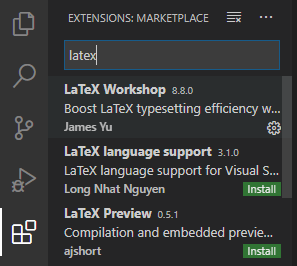 EXTENSIONS: MARKETPLACE
latex
LaTeX Workshop 8.8.0
Boost LaTeX typesetting efficiency w...
James Yu
LaTeX language support 3.1.0
LaTeX language support for Visual S...
Long Nhat Nguyen Install
LaTeX Preview 0.5.1
Compilation and embedded previe...
ajshort Install